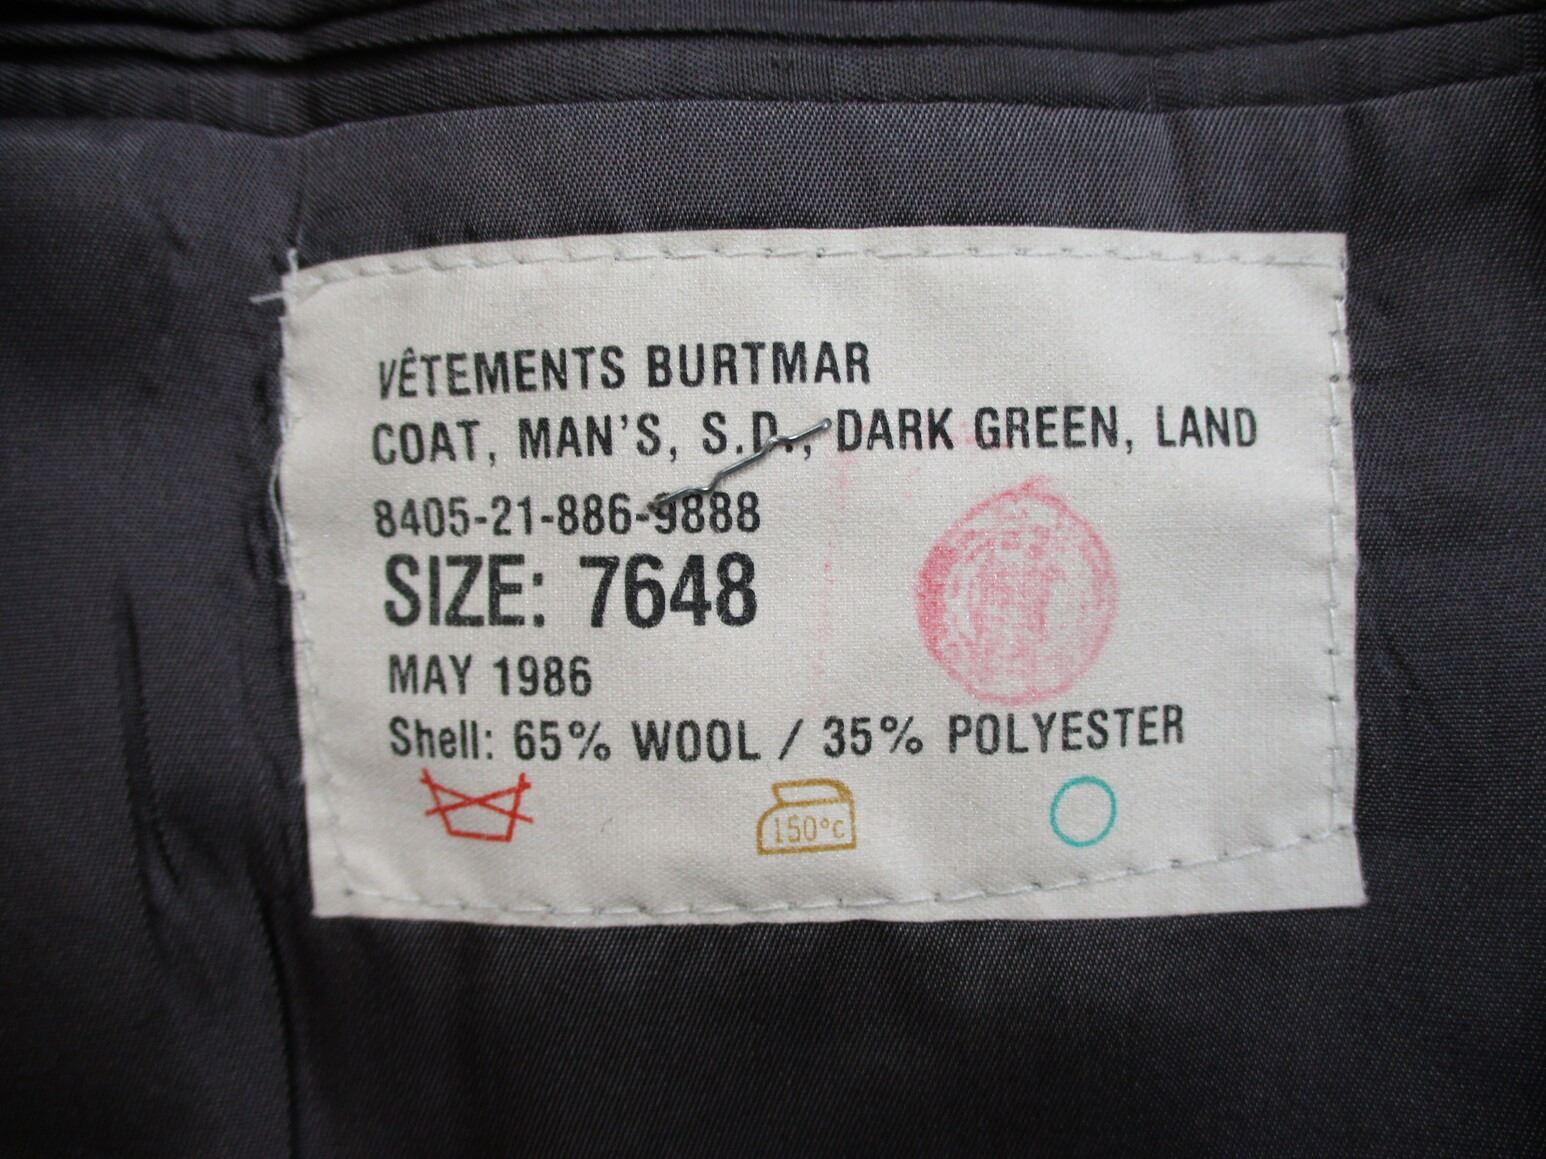 VÊTEMENTS BURTMAR
COAT, MAN'S, S.D., DARK GREEN, LAND
8405-21-886-9888
SIZE: 7648
MAY 1986
Shell: 65% WOOL / 35% POLYESTER
150°c